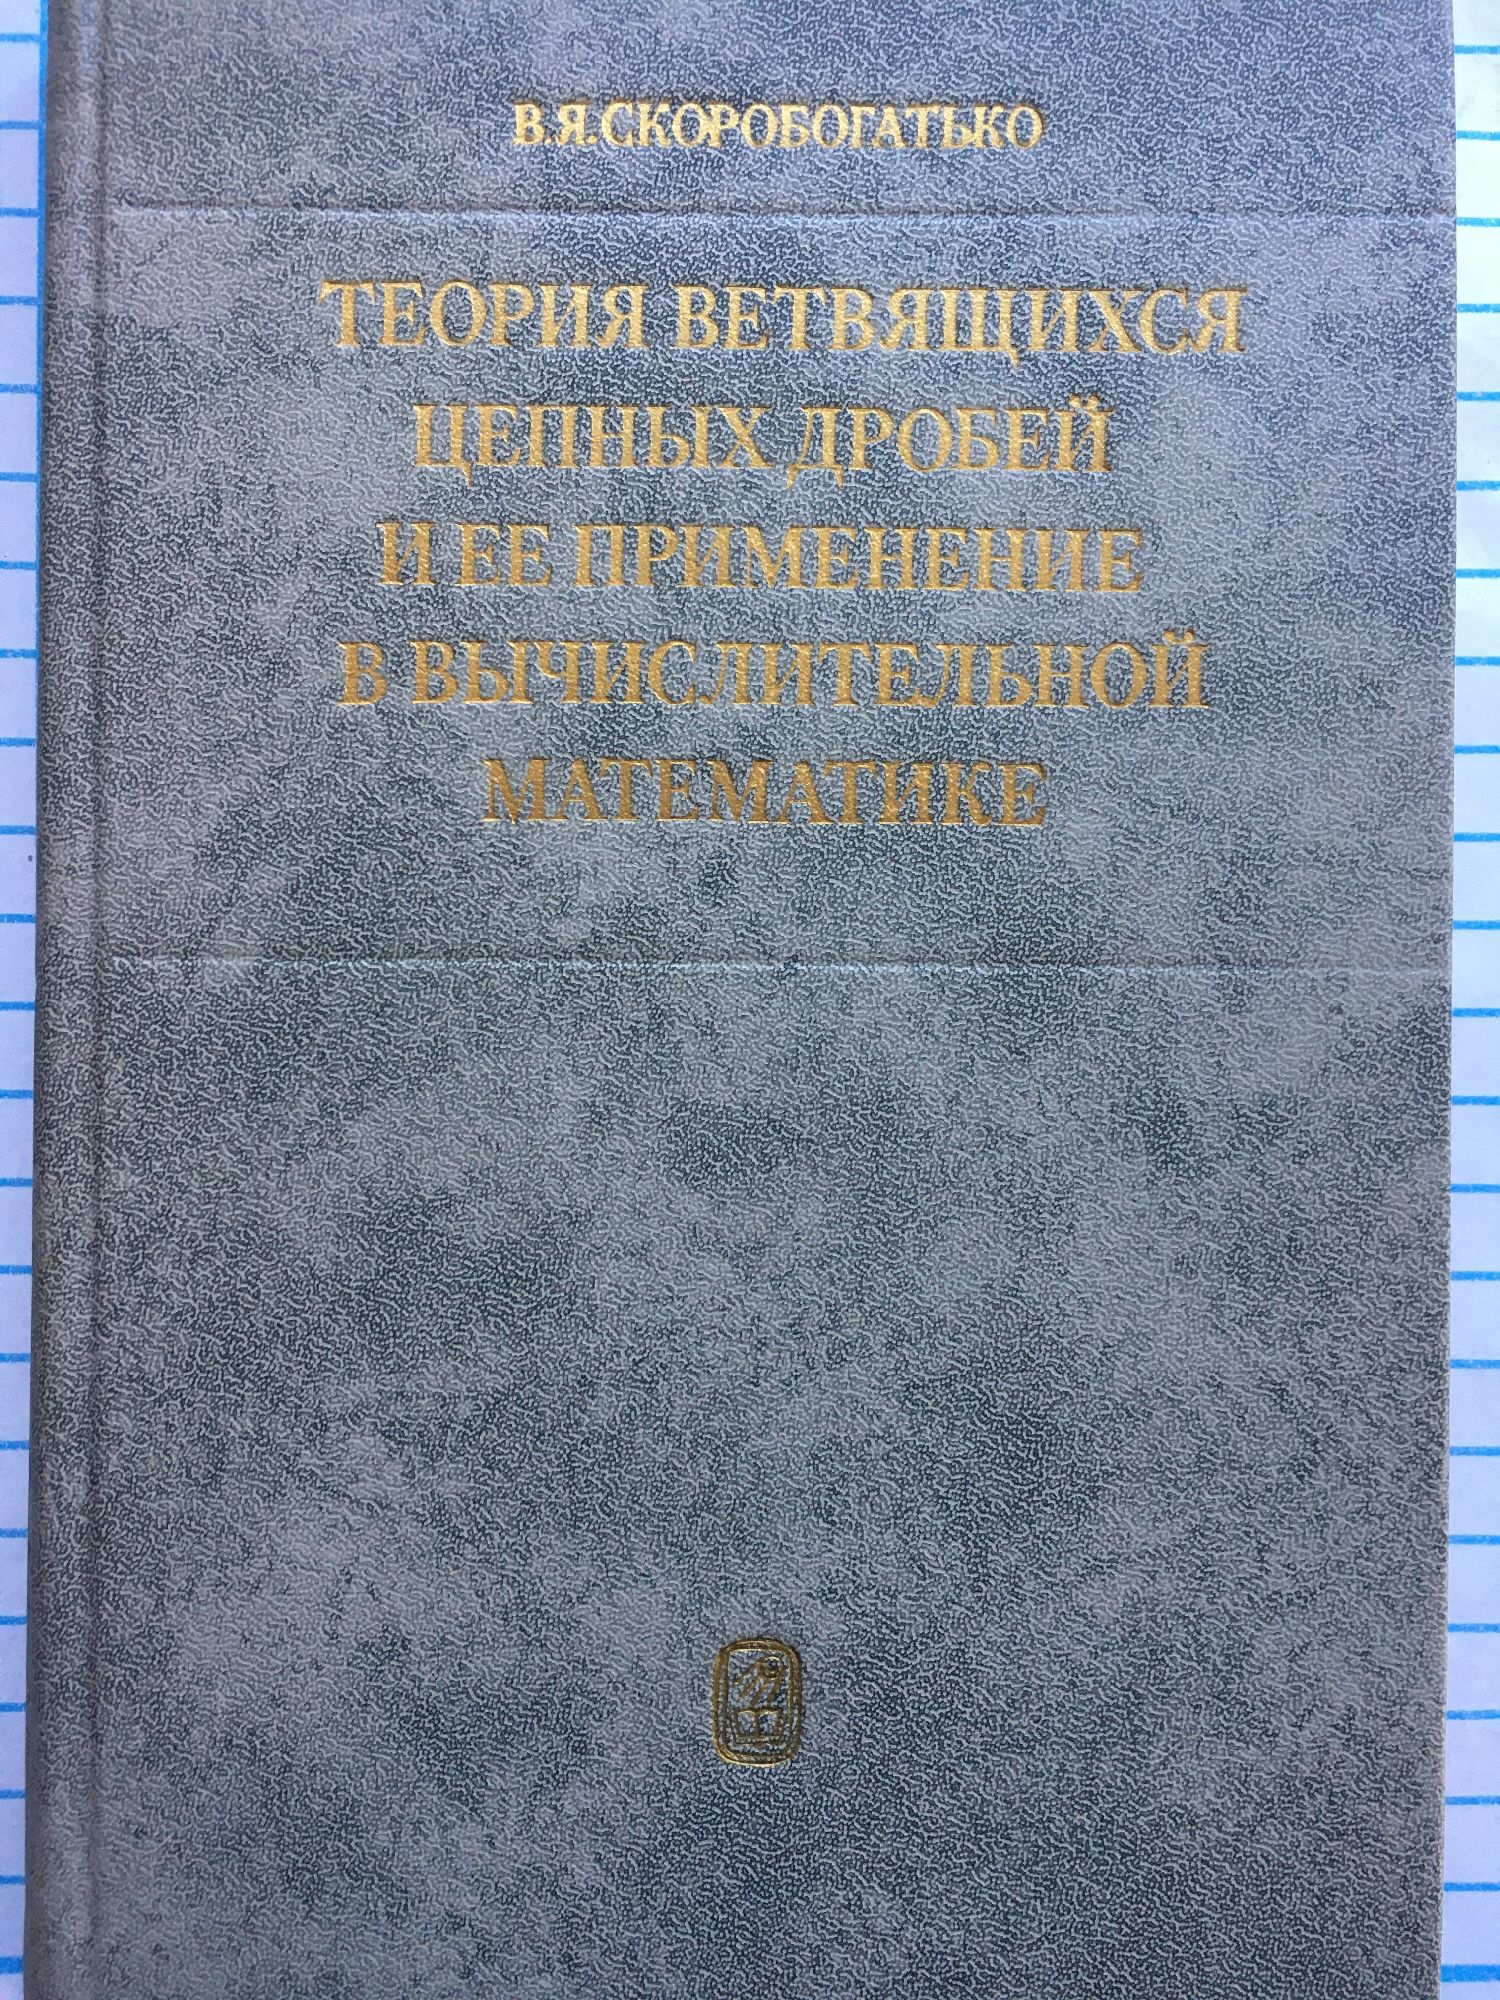 В.Я.СКОРОБОГАТЬКО
ТЕОРИЯ ВЕТВЯЩИХСЯ
ЦЕПНЫХ ДРОБЕЙ
И ЕЕ ПРИМЕНЕНИЕ
В ВЫЧИСЛИТЕЛЬНОЙ
МАТЕМАТИКЕ